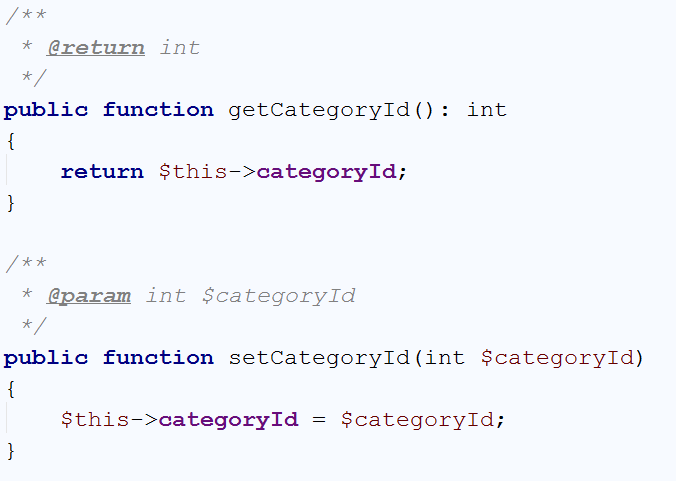 /**
 * @return int
 */
public function getCategoryId(): int
{
    return $this->categoryId;
}

/**
 * @param int $categoryId
 */
public function setCategoryId(int $categoryId)
{
    $this->categoryId = $categoryId;
}